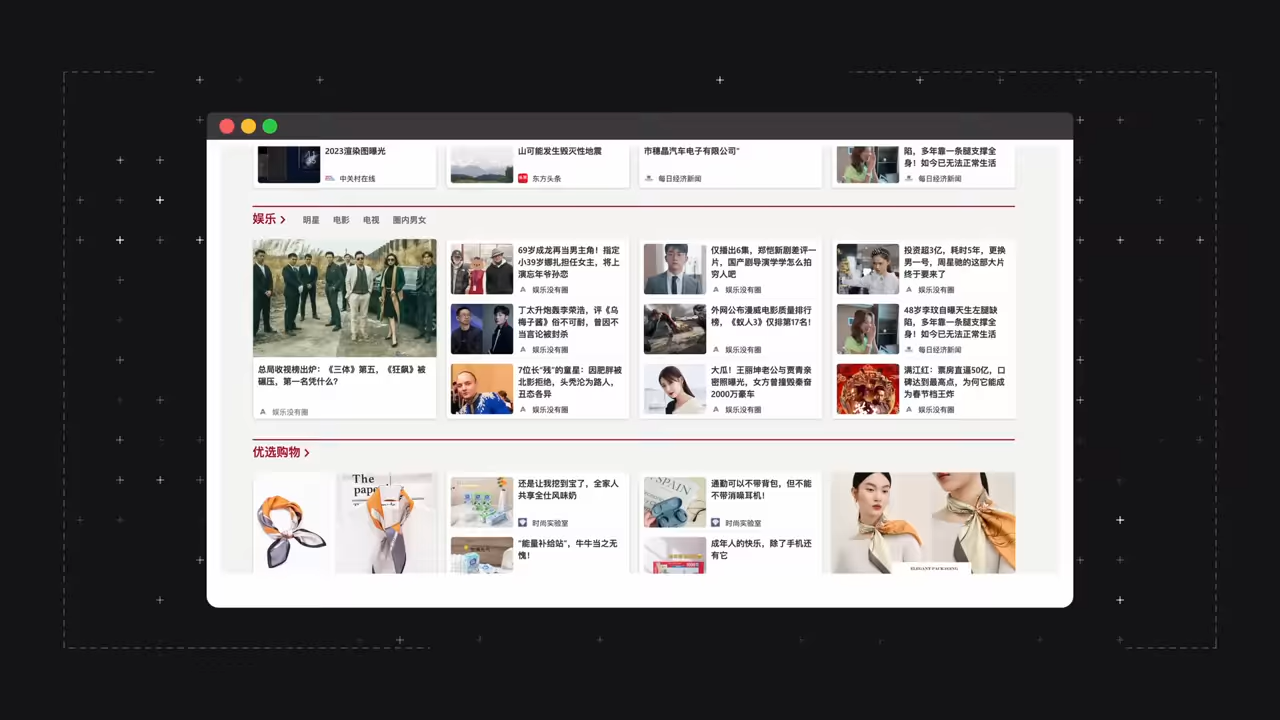 2023渲染图曝光
中关村在线
山可能发生毁灭性地震
东方头条
市穗晶汽车电子有限公司"
每日经济新闻
陷，多年靠一条腿支撑全
身！如今已无法正常生活
每日经济新闻
娱乐 明星 电影 电视 圈内男女
总局收视榜出炉：《三体》第五，《狂飙》被
碾压，第一名凭什么？
娱乐没有圈
69岁成龙再当男主角！指定
小39岁娜扎担任女主，将上
演忘年爷孙恋
娱乐没有圈
丁太升炮轰李荣浩，评《乌
梅子酱》俗不可耐，曾因不
当言论被封杀
娱乐没有圈
7位长"残"的童星：因肥胖被
北影拒绝，头秃沦为路人，
丑态各异
娱乐没有圈
仅播出6集，郑恺新剧差评一
片，国产剧导演学学怎么拍
穷人吧
娱乐没有圈
外网公布漫威电影质量排行
榜，《蚁人3》仅排第17名！
娱乐没有圈
大瓜！王丽坤老公与贾青亲
密照曝光，女方曾撞毁秦奋
2000万豪车
娱乐没有圈
投资超3亿，耗时5年，更换
男一号，周星驰的这部大片
终于要来了
娱乐没有圈
48岁李玟自曝天生左腿缺
陷，多年靠一条腿支撑全
身！如今已无法正常生活
每日经济新闻
满江红：票房直逼50亿，口
碑达到最高点，为何它能成
为春节档王炸
娱乐没有圈
优选购物
The
pape
还是让我挖到宝了，全家人
共享全仕风味奶
时尚实验室
"能量补给站"，牛牛当之无
愧！
SPAIN
通勤可以不带背包，但不能
不带消噪耳机！
时尚实验室
成年人的快乐，除了手机还
有它
ELEGANT PACKAGING